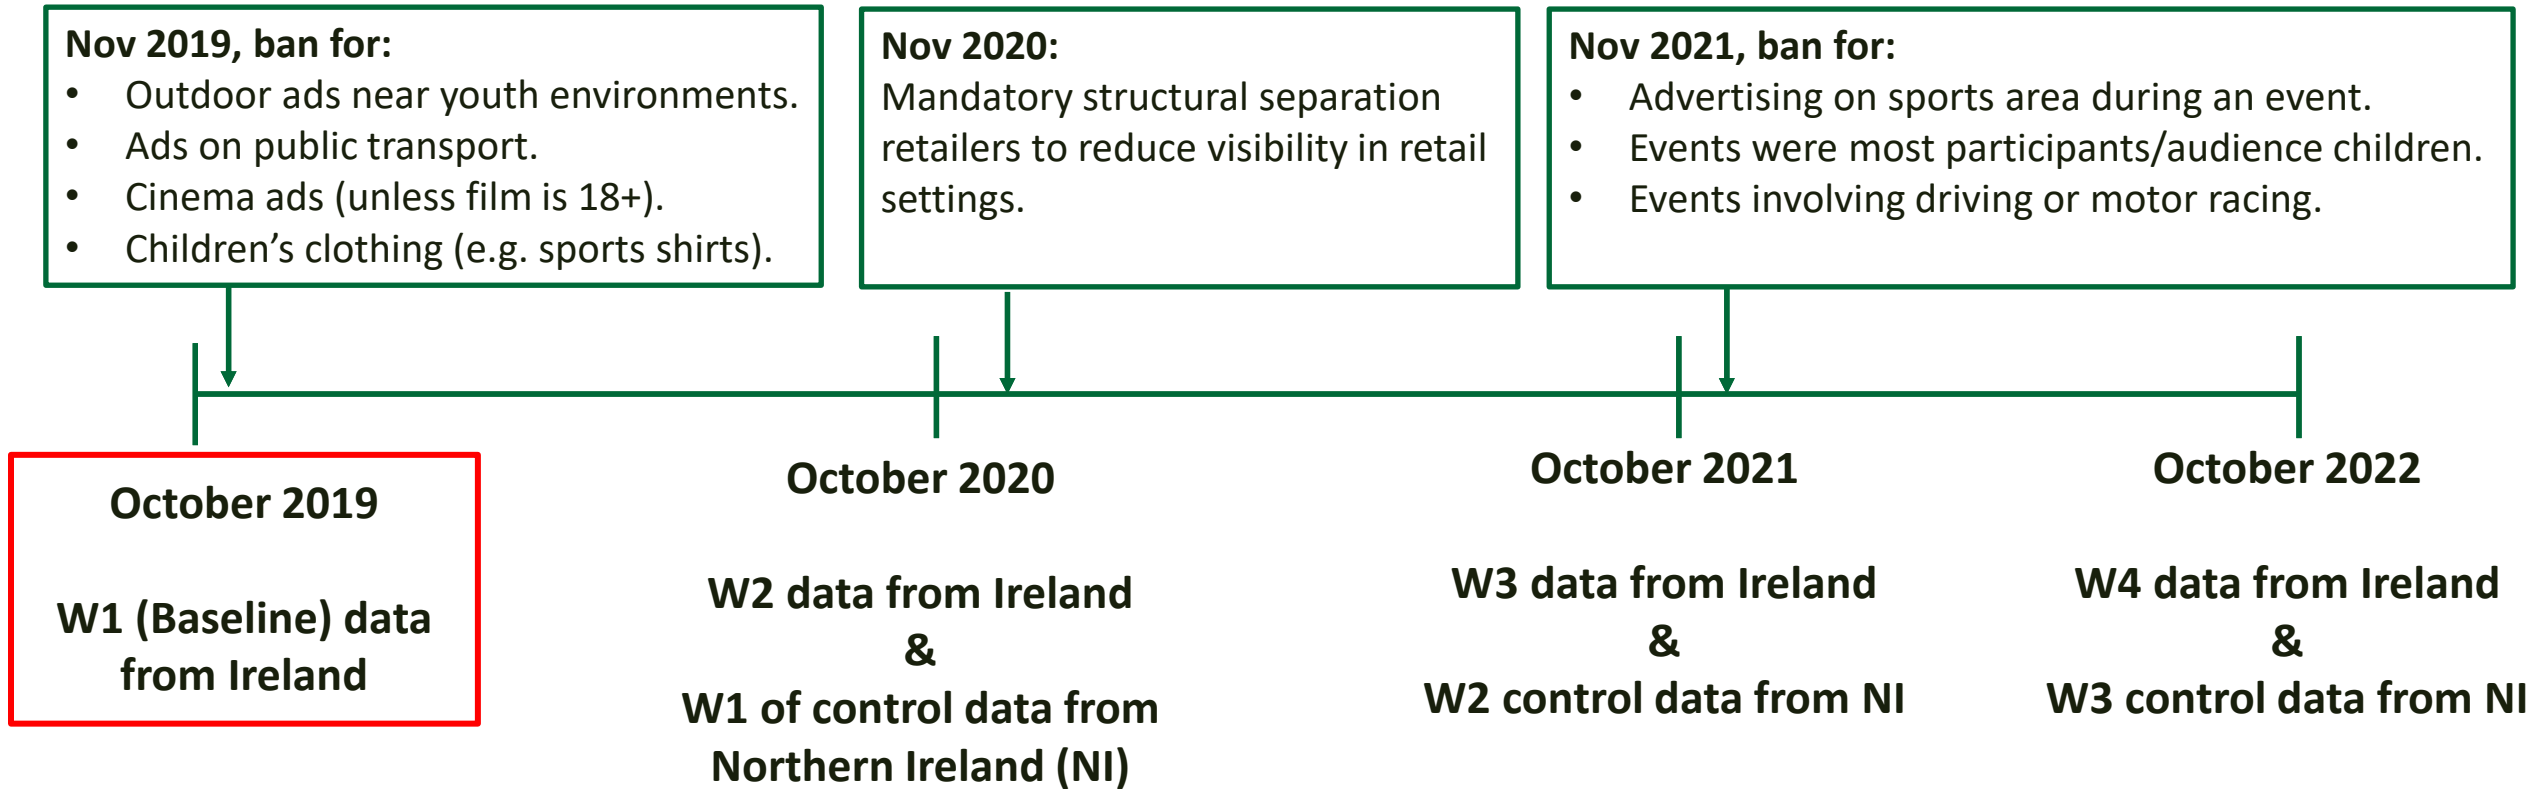 Nov 2019, ban for:
• Outdoor ads near youth environments.
• Ads on public transport.
• Cinema ads (unless film is 18+).
• Children’s clothing (e.g. sports shirts).
Nov 2020:
Mandatory structural separation
retailers to reduce visibility in retail
settings.
Nov 2021, ban for:
• Advertising on sports area during an event.
• Events were most participants/audience children.
• Events involving driving or motor racing.
October 2019
W1 (Baseline) data
from Ireland
October 2020
W2 data from Ireland
&
W1 of control data from
Northern Ireland (NI)
October 2021
W3 data from Ireland
&
W2 control data from NI
October 2022
W4 data from Ireland
&
W3 control data from NI